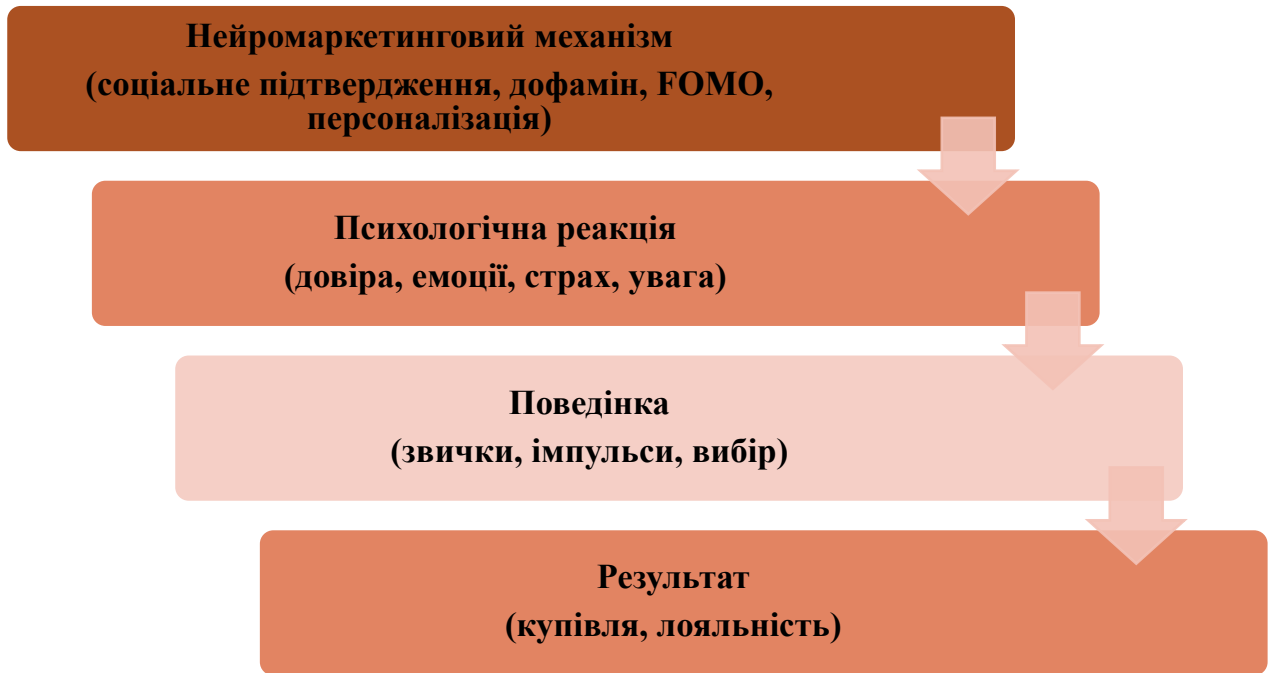 Нейромаркетинговий механізм
(соціальне підтвердження, дофамін, FOMO,
персоналізація)
Психологічна реакція
(довіра, емоції, страх, увага)
Поведінка
(звички, імпульси, вибір)
Результат
(купівля, лояльність)